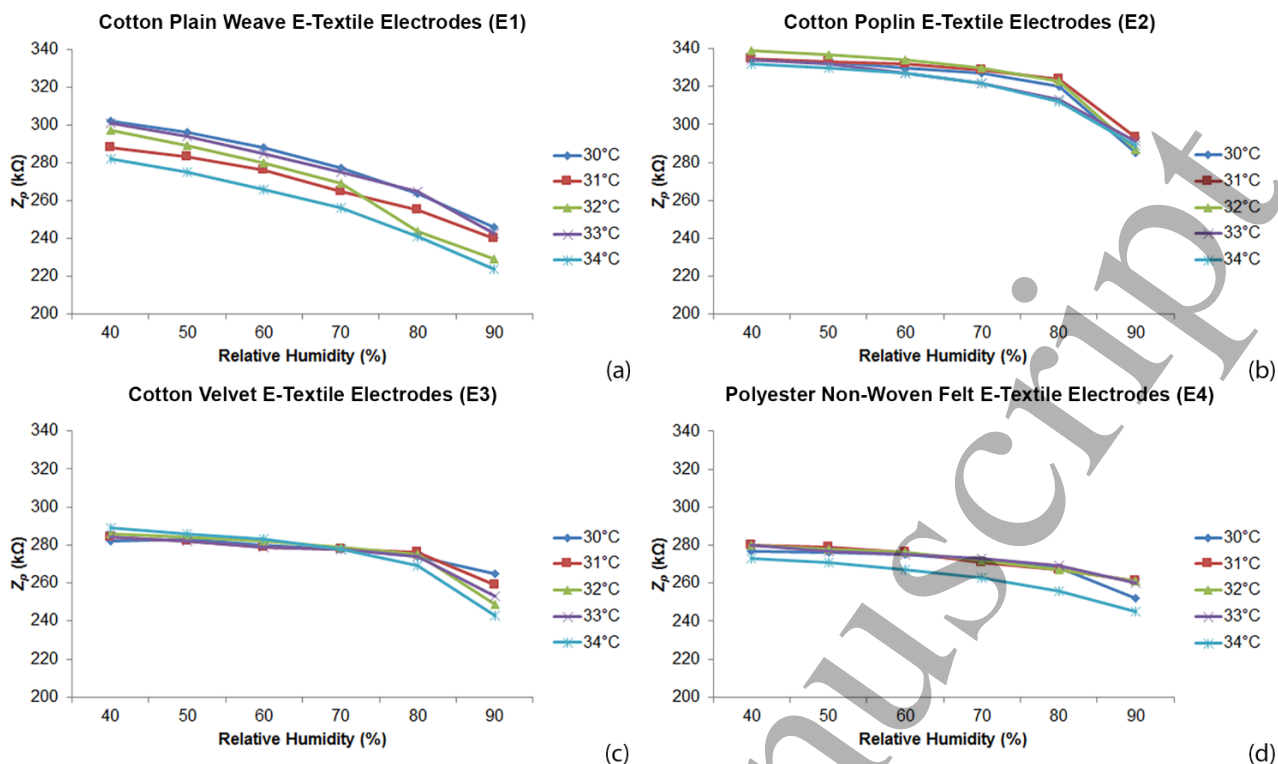 Cotton Plain Weave E-Textile Electrodes (E1)
340
320
300
280
260
240
220
200
Zp (kΩ)
40 50 60 70 80 90
Relative Humidity (%)
30°C
31°C
32°C
33°C
34°C
(a)
Cotton Poplin E-Textile Electrodes (E2)
340
320
300
280
260
240
220
200
Zp (kΩ)
40 50 60 70 80 90
Relative Humidity (%)
30°C
31°C
32°C
33°C
34°C
(b)
Cotton Velvet E-Textile Electrodes (E3)
340
320
300
280
260
240
220
200
Zp (kΩ)
40 50 60 70 80 90
Relative Humidity (%)
30°C
31°C
32°C
33°C
34°C
(c)
Polyester Non-Woven Felt E-Textile Electrodes (E4)
340
320
300
280
260
240
220
200
Zp (kΩ)
40 50 60 70 80 90
Relative Humidity (%)
30°C
31°C
32°C
33°C
34°C
(d)
nuscript